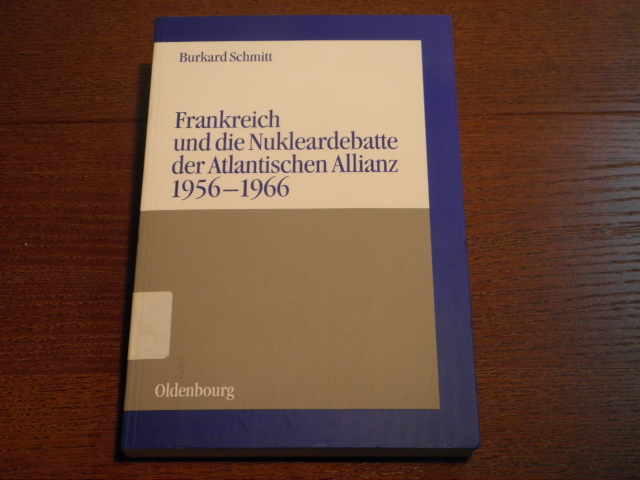 Burkard Schmitt
Frankreich
und die Nukleardebatte
der Atlantischen Allianz
1956–1966
Oldenbourg